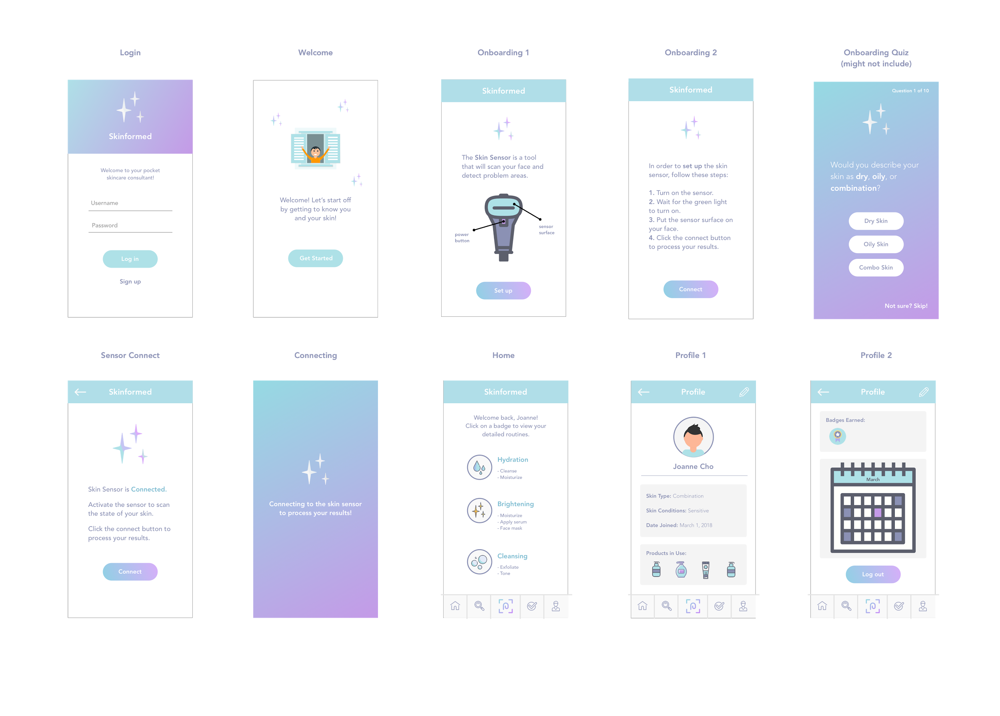 Login
Skinformed
Welcome to your pocket
skincare consultant!
Username
Password
Log in
Sign up
Welcome
Welcome! Let’s start off
by getting to know you
and your skin!
Get Started
Onboarding 1
Skinformed
The Skin Sensor is a tool
that will scan your face and
detect problem areas.
power
button
sensor
surface
Set up
Onboarding 2
Skinformed
In order to set up the skin
sensor, follow these steps:
1. Turn on the sensor.
2. Wait for the green light
to turn on.
3. Put the sensor surface on
your face.
4. Click the connect button
to process your results.
Connect
Onboarding Quiz
(might not include)
Question 1 of 10
Would you describe your
skin as dry, oily, or
combination?
Dry Skin
Oily Skin
Combo Skin
Not sure? Skip!
Sensor Connect
Skinformed
Skin Sensor is Connected.
Activate the sensor to scan
the state of your skin.
Click the connect button to
process your results.
Connect
Connecting
Connecting to the skin sensor
to process your results!
Home
Skinformed
Welcome back, Joanne!
Click on a badge to view your
detailed routines.
Hydration
- Cleanse
- Moisturize
Brightening
- Moisturize
- Apply serum
- Face mask
Cleansing
- Exfoliate
- Tone
Profile 1
Profile
Joanne Cho
Skin Type: Combination
Skin Conditions: Sensitive
Date Joined: March 1, 2018
Products in Use:
Profile 2
Profile
Badges Earned:
March
Log out